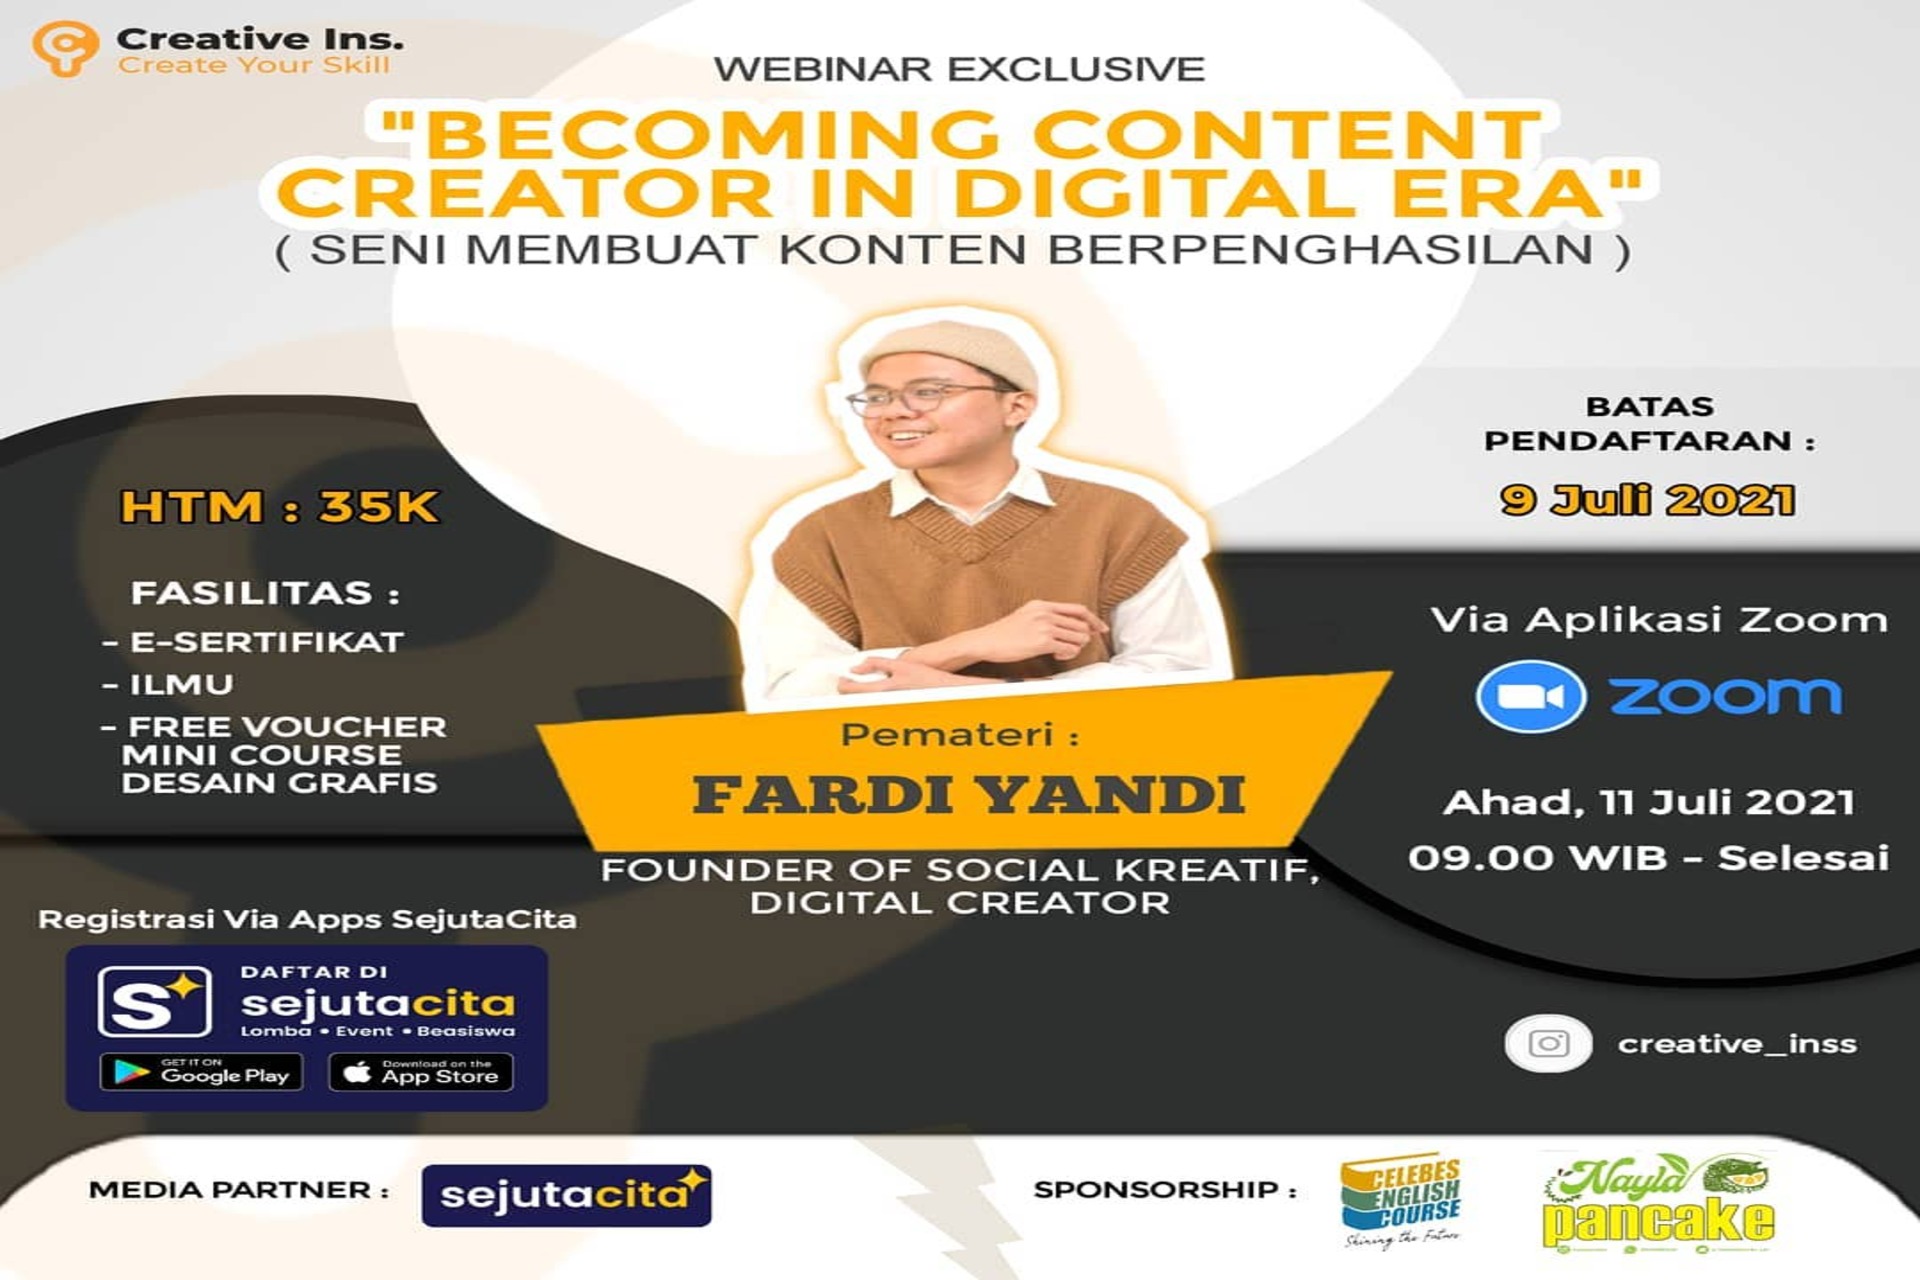 Creative Ins.
Create Your Skill
WEBINAR EXCLUSIVE
"BECOMING CONTENT
CREATOR IN DIGITAL ERA"
( SENI MEMBUAT KONTEN BERPENGHASILAN )
HTM : 35K
FASILITAS :
- E-SERTIFIKAT
- ILMU
- FREE VOUCHER
MINI COURSE
DESAIN GRAFIS
BATAS
PENDAFTARAN :
9 Juli 2021
Via Aplikasi Zoom
zoom
Ahad, 11 Juli 2021
09.00 WIB - Selesai
Pemateri :
FARDI YANDI
FOUNDER OF SOCIAL KREATIF,
DIGITAL CREATOR
Registrasi Via Apps SejutaCita
S
DAFTAR DI
sejutacita
Lomba • Event • Beasiswa
GET IT ON
Google Play
Download on the
App Store
creative_inss
MEDIA PARTNER :
sejutacita
SPONSORSHIP :
CELEBES
ENGLISH
COURSE
Shining the Future
Nayla
pancake